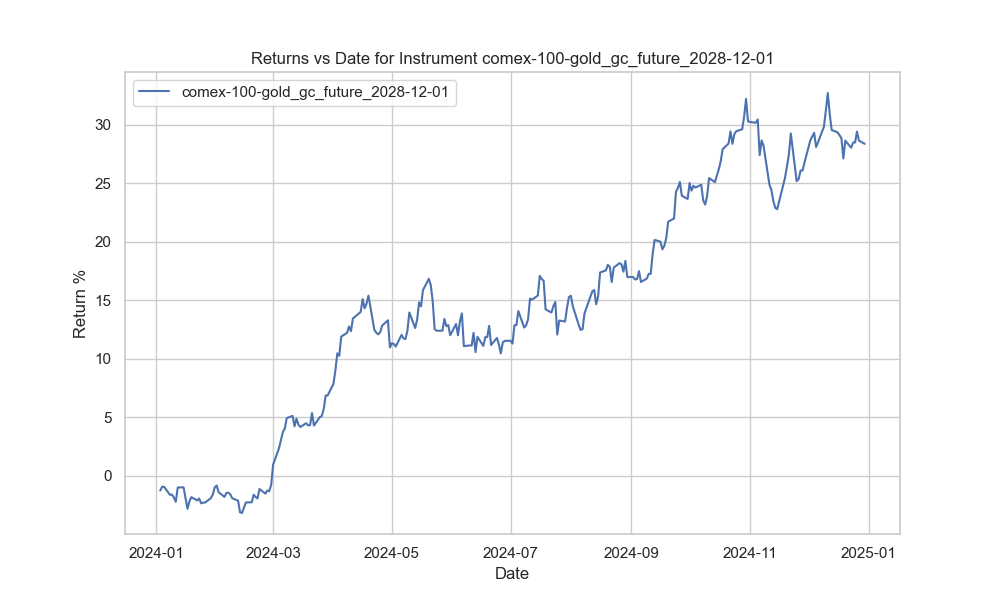 Returns vs Date for Instrument comex-100-gold_gc_future_2028-12-01
comex-100-gold_gc_future_2028-12-01
Return %
30
25
20
15
10
5
0
2024-01 2024-03 2024-05 2024-07 2024-09 2024-11 2025-01
Date